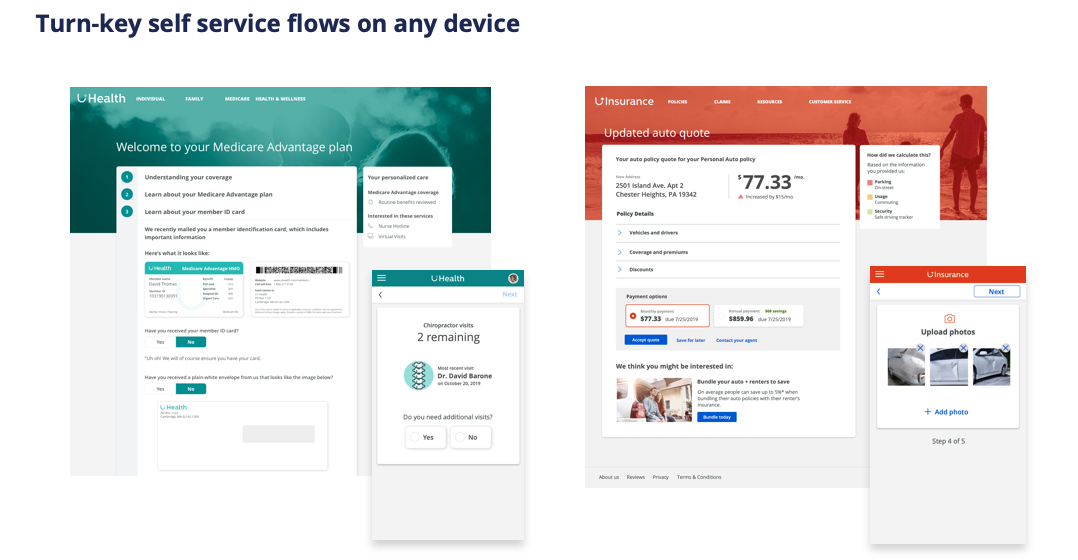 Turn-key self service flows on any device
Health
INDIVIDUAL FAMILY MEDICARE HEALTH & WELLNESS
Welcome to your Medicare Advantage plan
1 Understanding your coverage
2 Learn about your Medicare Advantage plan
3 Learn about your member ID card
We recently mailed you a member identification card, which includes
important information
Here's what it looks like:
Health Medicare Advantage HMO
Member name
David Thomas
Member ID
Have you received your member ID card?
Yes No
"Uh oh! We will of course ensure you have your card.
Have you received a plain-white envelope from us that looks like the image below?
Yes No
Health
Your personalized care
Medicare Advantage coverage
Routine benefits reviewed
Interested in these services
Nurse Hotline
Virtual Visits
Health
Next
Chiropractor visits
2 remaining
Most recent visit:
Dr. David Barone
on October 20, 2019
Do you need additional visits?
Yes No
Insurance
POLICIES CLAIMS RESOURCES CUSTOMER SERVICE
Updated auto quote
Your auto policy quote for your Personal Auto policy
New Address
2501 Island Ave. Apt 2
Chester Heights, PA 19342
$77.33 /mo.
Increased by $15/mo.
Policy Details
Vehicles and drivers
Coverage and premiums
Discounts
Payment options
Monthly payment
$77.33 due 7/25/2019
Annual payment $68 savings
$859.96 due 7/25/2019
Accept quote Save for later Contact your agent
We think you might be interested in:
Bundle your auto + renters to save
On average people can save up to 5%* when
bundling their auto policies with their renter's
insurance.
Bundle today
About us Reviews Privacy Terms & Conditions
How did we calculate this?
Based on the information
you provided us:
Parking
On-street
Usage
Commuting
Security
Safe driving tracker
Insurance
Next
Upload photos
+ Add photo
Step 4 of 5